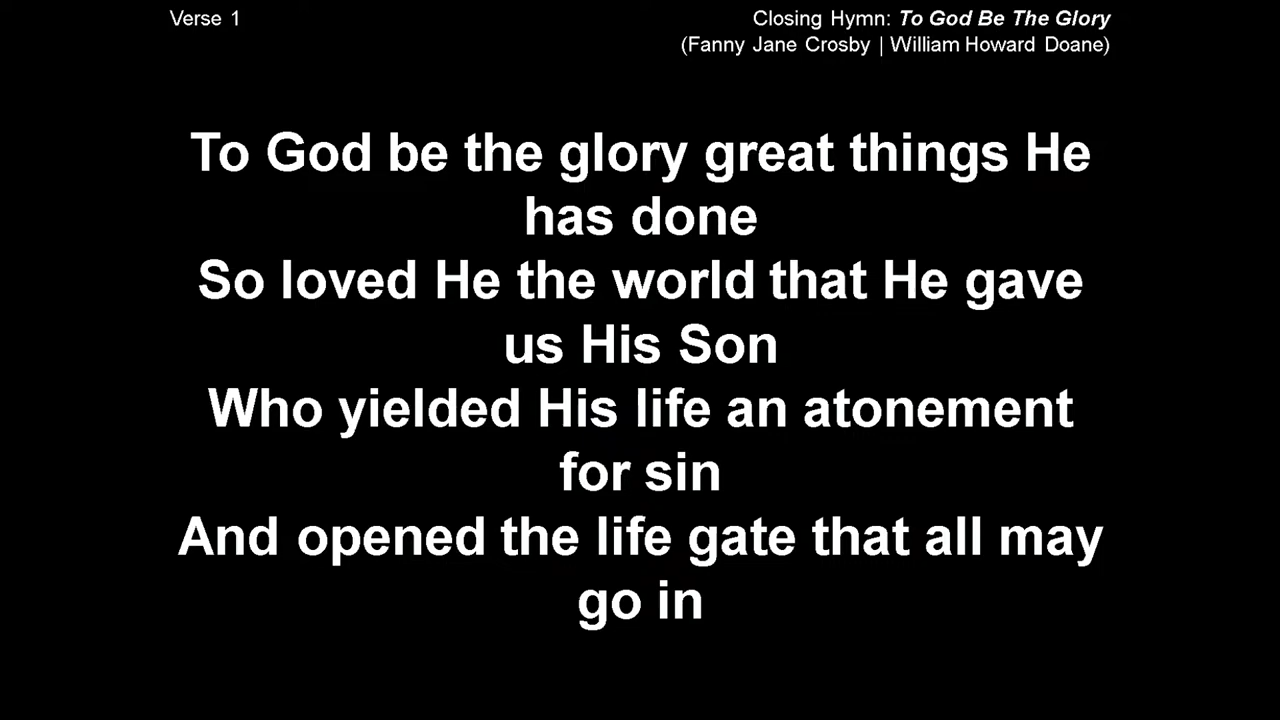 Verse 1
Closing Hymn: To God Be The Glory
(Fanny Jane Crosby | William Howard Doane)
To God be the glory great things He
has done
So loved He the world that He gave
us His Son
Who yielded His life an atonement
for sin
And opened the life gate that all may
go in